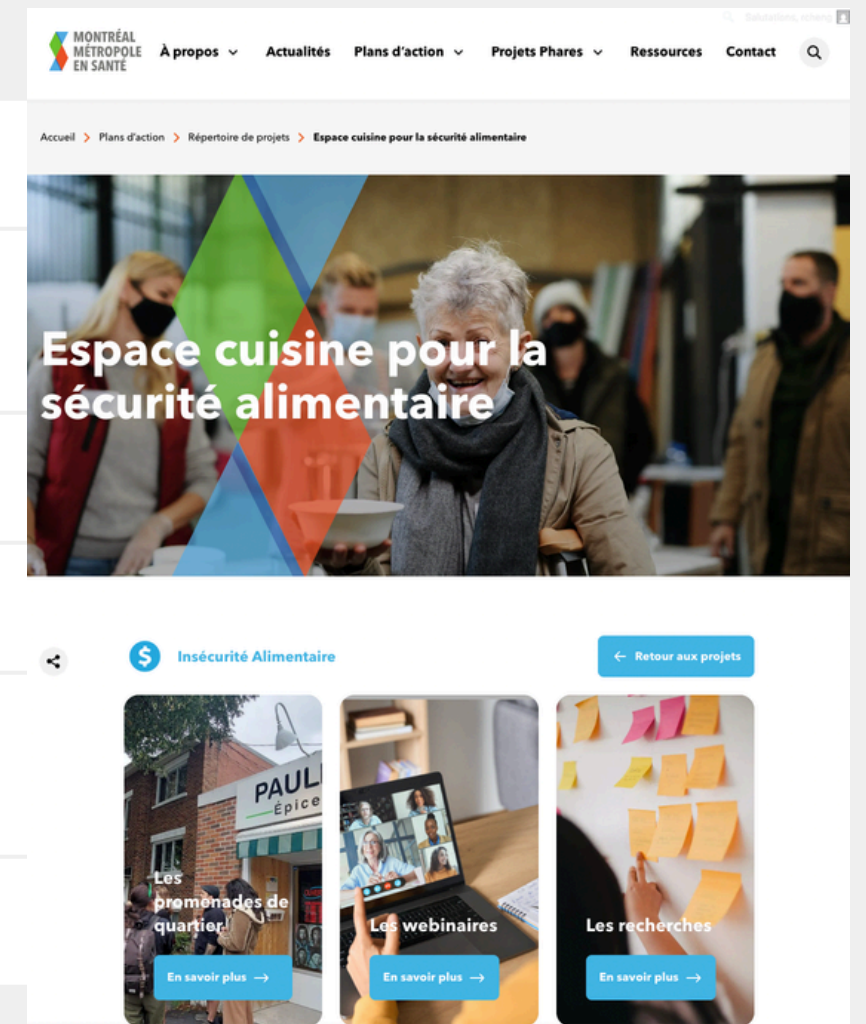 Salutations, rcheng
MONTRÉAL
MÉTROPOLE
EN SANTÉ
À propos
Actualités
Plans d'action
Projets Phares
Ressources
Contact
Accueil > Plans d'action > Répertoire de projets > Espace cuisine pour la sécurité alimentaire
Espace cuisine pour la
sécurité alimentaire
$ Insécurité Alimentaire
← Retour aux projets
PAUL
Épice
Les
promenades de
quartier
En savoir plus →
Les webinaires
En savoir plus →
Les recherches
En savoir plus →